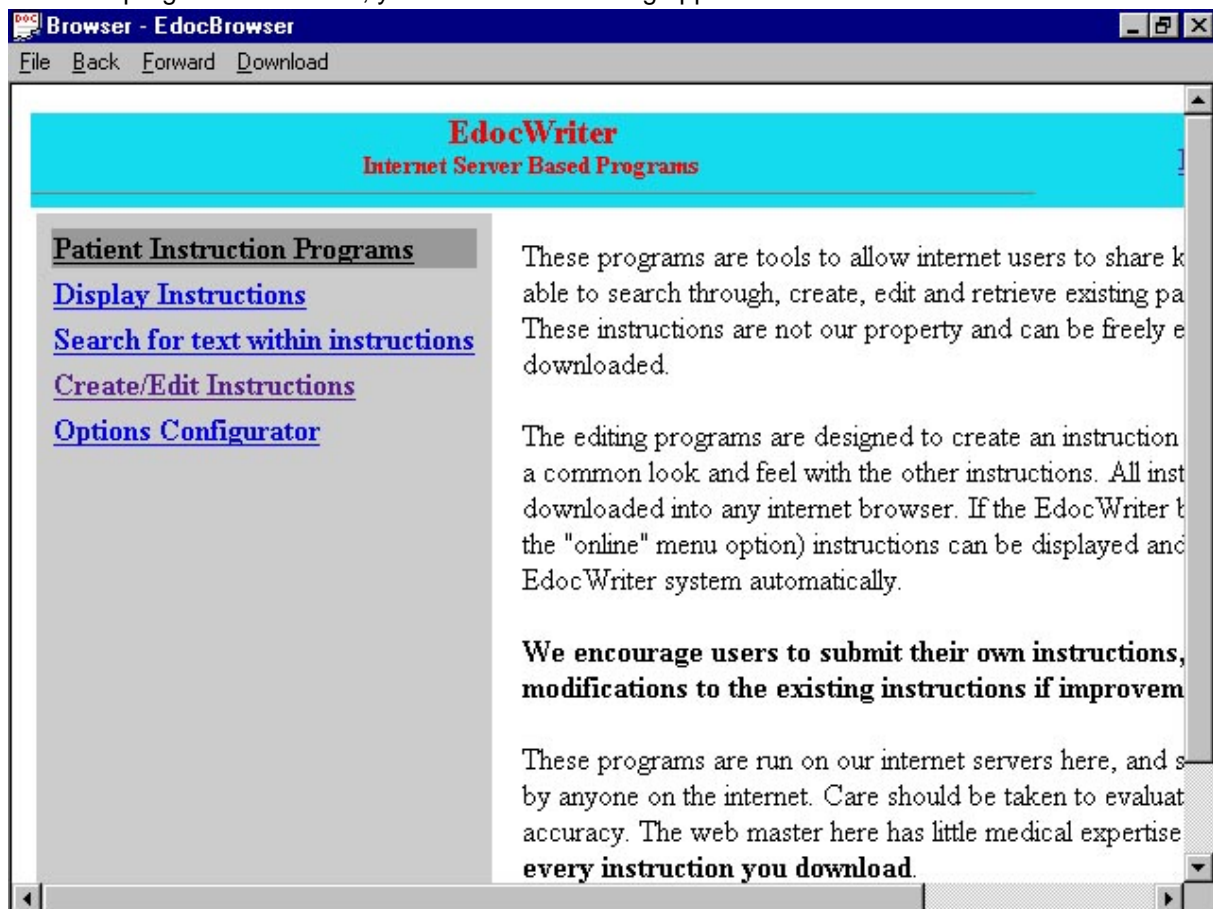 Browser - EdocBrowser
File Back Forward Download
EdocWriter
Internet Server Based Programs
Patient Instruction Programs
Display Instructions
Search for text within instructions
Create/Edit Instructions
Options Configurator
These programs are tools to allow internet users to share k
able to search through, create, edit and retrieve existing pa
These instructions are not our property and can be freely e
downloaded.
The editing programs are designed to create an instruction
a common look and feel with the other instructions. All inst
downloaded into any internet browser. If the EdocWriter b
the "online" menu option) instructions can be displayed and
EdocWriter system automatically.
We encourage users to submit their own instructions,
modifications to the existing instructions if improvem
These programs are run on our internet servers here, and s
by anyone on the internet. Care should be taken to evaluat
accuracy. The web master here has little medical expertise
every instruction you download.